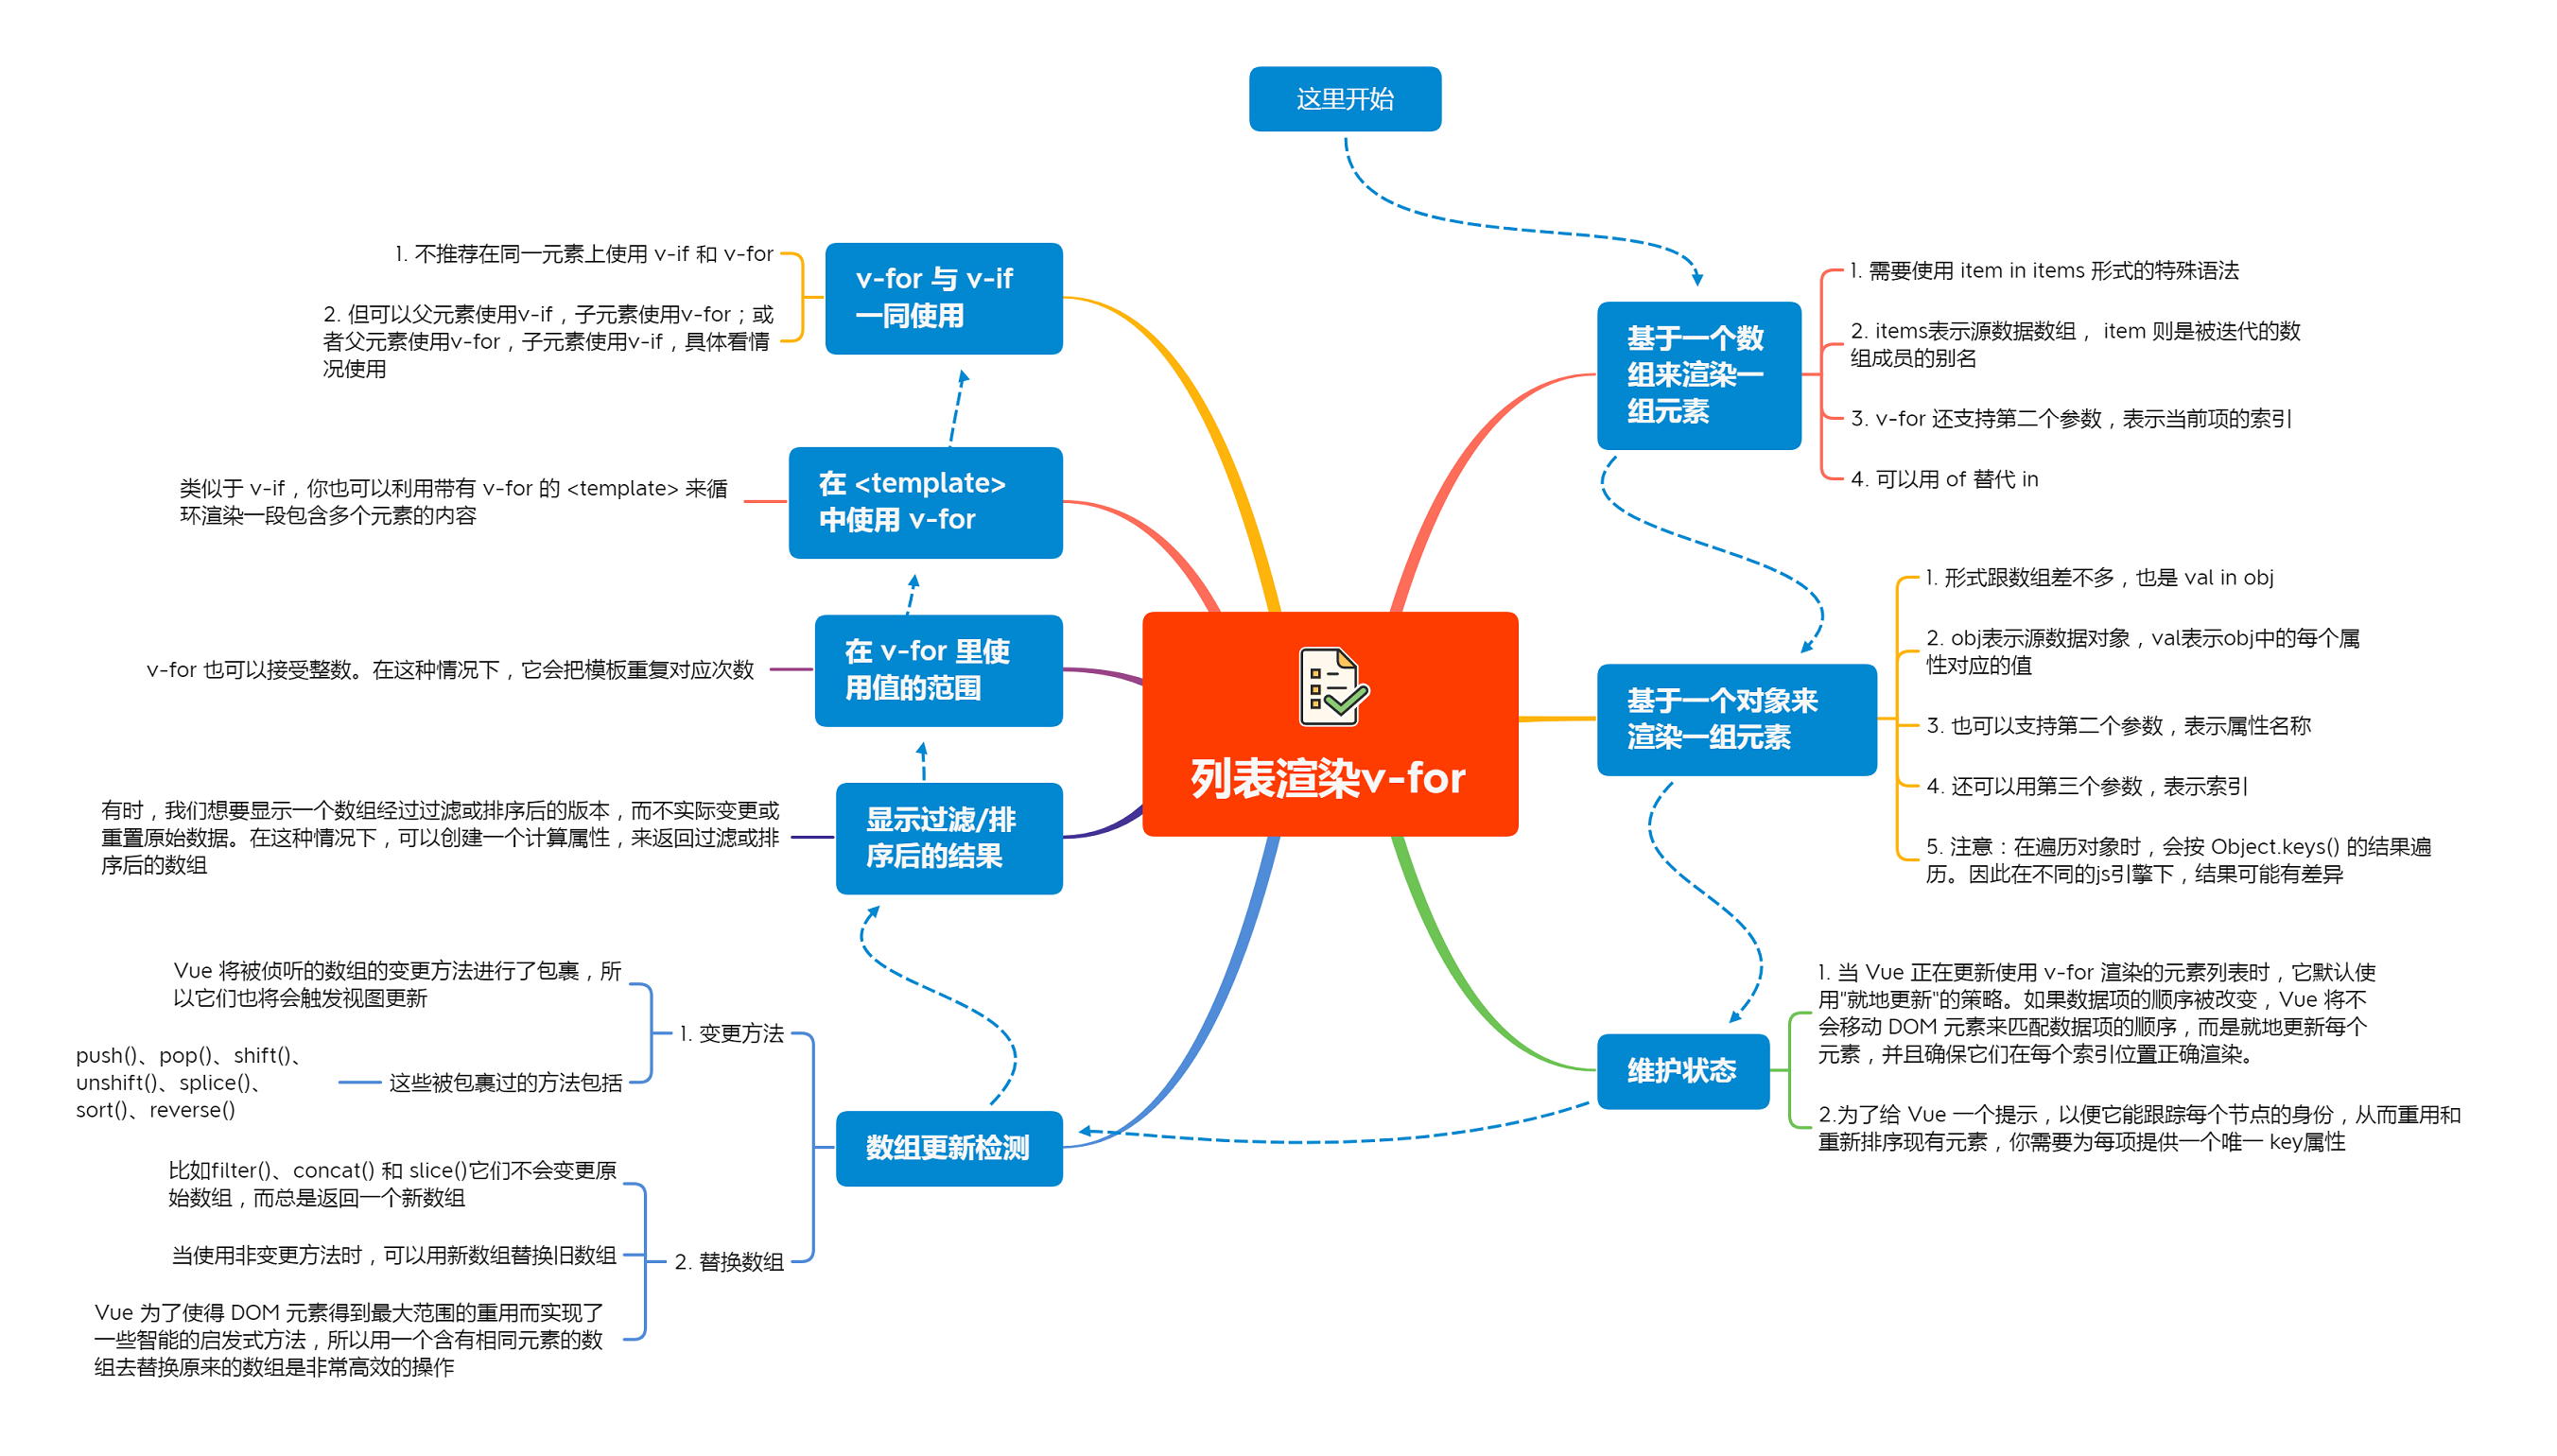 这里开始
列表渲染v-for
基于一个数
组来渲染一
组元素
1. 需要使用 item in items 形式的特殊语法
2. items表示源数据数组， item 则是被迭代的数
组成员的别名
3. v-for 还支持第二个参数，表示当前项的索引
4. 可以用 of 替代 in
基于一个对象来
渲染一组元素
1. 形式跟数组差不多，也是 val in obj
2. obj表示源数据对象，val表示obj中的每个属
性对应的值
3. 也可以支持第二个参数，表示属性名称
4. 还可以用第三个参数，表示索引
5. 注意：在遍历对象时，会按 Object.keys() 的结果遍
历。因此在不同的js引擎下，结果可能有差异
维护状态
1. 当 Vue 正在更新使用 v-for 渲染的元素列表时，它默认使
用"就地更新"的策略。如果数据项的顺序被改变，Vue 将不
会移动 DOM 元素来匹配数据项的顺序，而是就地更新每个
元素，并且确保它们在每个索引位置正确渲染。
2.为了给 Vue 一个提示，以便它能跟踪每个节点的身份，从而重用和
重新排序现有元素，你需要为每项提供一个唯一 key属性
数组更新检测
1. 变更方法
Vue 将被侦听的数组的变更方法进行了包裹，所
以它们也将会触发视图更新
这些被包裹过的方法包括
push()、pop()、shift()、
unshift()、splice()、
sort()、reverse()
2. 替换数组
比如filter()、concat() 和 slice()它们不会变更原
始数组，而总是返回一个新数组
当使用非变更方法时，可以用新数组替换旧数组
Vue 为了使得 DOM 元素得到最大范围的重用而实现了
一些智能的启发式方法，所以用一个含有相同元素的数
组去替换原来的数组是非常高效的操作
显示过滤/排
序后的结果
有时，我们想要显示一个数组经过过滤或排序后的版本，而不实际变更或
重置原始数据。在这种情况下，可以创建一个计算属性，来返回过滤或排
序后的数组
在 v-for 里使
用值的范围
v-for 也可以接受整数。在这种情况下，它会把模板重复对应次数
在 <template>
中使用 v-for
类似于 v-if，你也可以利用带有 v-for 的 <template> 来循
环渲染一段包含多个元素的内容
v-for 与 v-if
一同使用
1. 不推荐在同一元素上使用 v-if 和 v-for
2. 但可以父元素使用v-if，子元素使用v-for；或
者父元素使用v-for，子元素使用v-if，具体看情
况使用